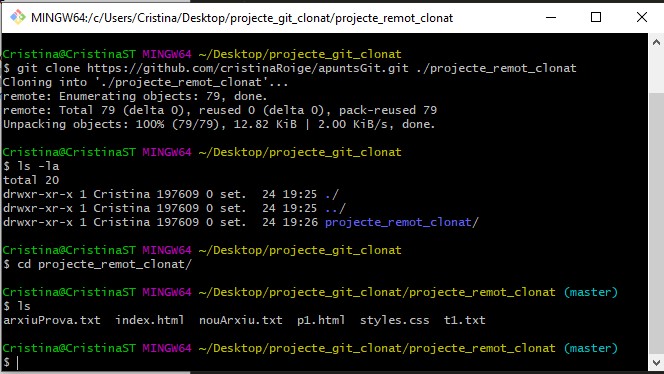 MINGW64:/c/Users/Cristina/Desktop/projecte_git_clonat/projecte_remot_clonat
Cristina@CristinaST MINGW64 ~/Desktop/projecte_git_clonat
$ git clone https://github.com/cristinaRoige/apuntsGit.git ./projecte_remot_clonat
Cloning into './projecte_remot_clonat'...
remote: Enumerating objects: 79, done.
remote: Total 79 (delta 0), reused 0 (delta 0), pack-reused 79
Unpacking objects: 100% (79/79), 12.82 KiB | 2.00 KiB/s, done.
Cristina@CristinaST MINGW64 ~/Desktop/projecte_git_clonat
$ ls -la
total 20
drwxr-xr-x 1 Cristina 197609 0 set.  24 19:25 ./
drwxr-xr-x 1 Cristina 197609 0 set.  24 19:25 ../
drwxr-xr-x 1 Cristina 197609 0 set.  24 19:26 projecte_remot_clonat/
Cristina@CristinaST MINGW64 ~/Desktop/projecte_git_clonat
$ cd projecte_remot_clonat/
Cristina@CristinaST MINGW64 ~/Desktop/projecte_git_clonat/projecte_remot_clonat (master)
$ ls
arxiuProva.txt  index.html  nouArxiu.txt  p1.html  styles.css  t1.txt
Cristina@CristinaST MINGW64 ~/Desktop/projecte_git_clonat/projecte_remot_clonat (master)
$